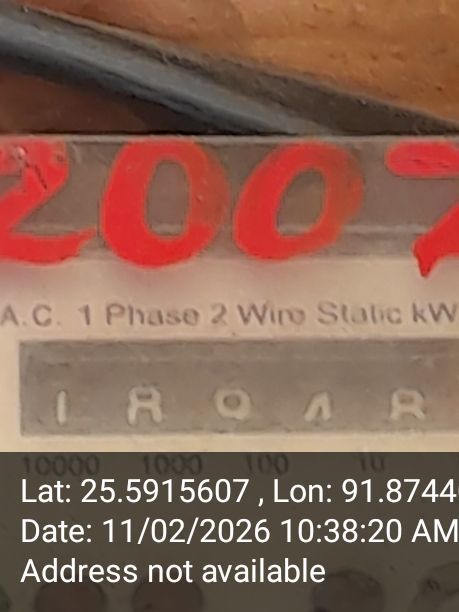 2007
A.C. 1 Phase 2 Wire Static kW
10000 1000 100 10
Lat: 25.5915607 , Lon: 91.8744
Date: 11/02/2026 10:38:20 AM
Address not available